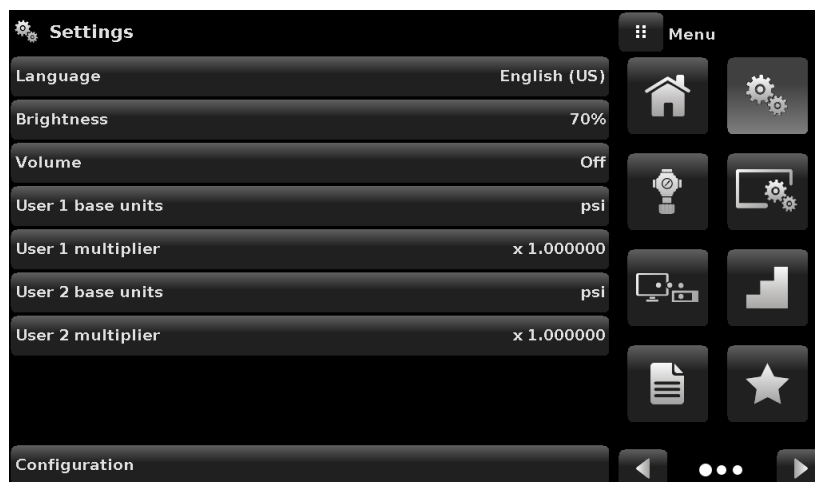 Settings
Menu
Language English (US)
Brightness 70%
Volume Off
User 1 base units psi
User 1 multiplier x 1.000000
User 2 base units psi
User 2 multiplier x 1.000000
Configuration